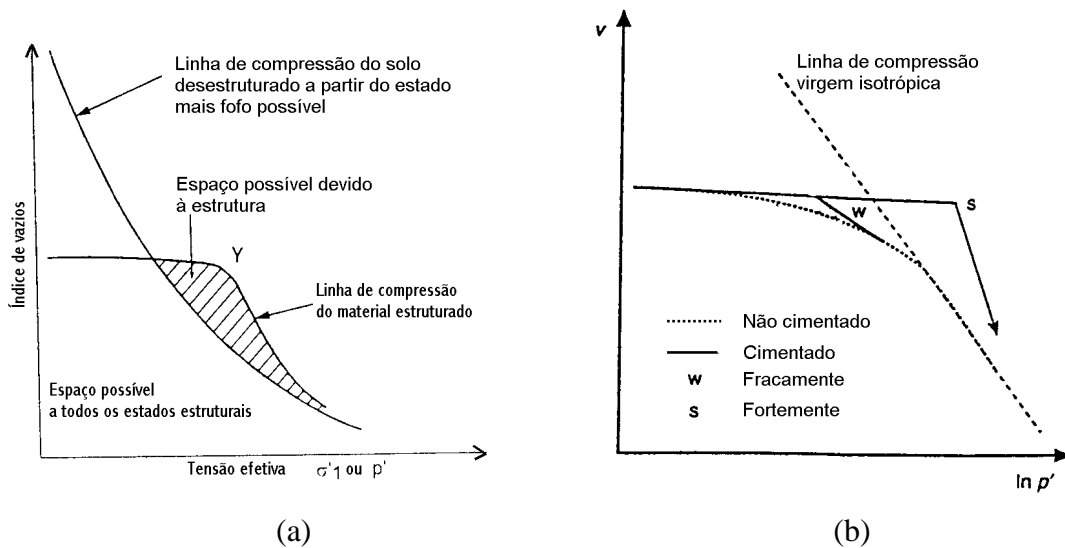 Linha de compressão do solo
desestruturado a partir do estado
mais fofo possível
Espaço possível devido
à estrutura
Y
Linha de compressão
do material estruturado
Espaço possível
a todos os estados estruturais
Índice de vazios
Tensão efetiva σ'1 ou p'
(a)
v
Linha de compressão
virgem isotrópica
w
s
Não cimentado
Cimentado
w Fracamente
s Fortemente
ln p'
(b)